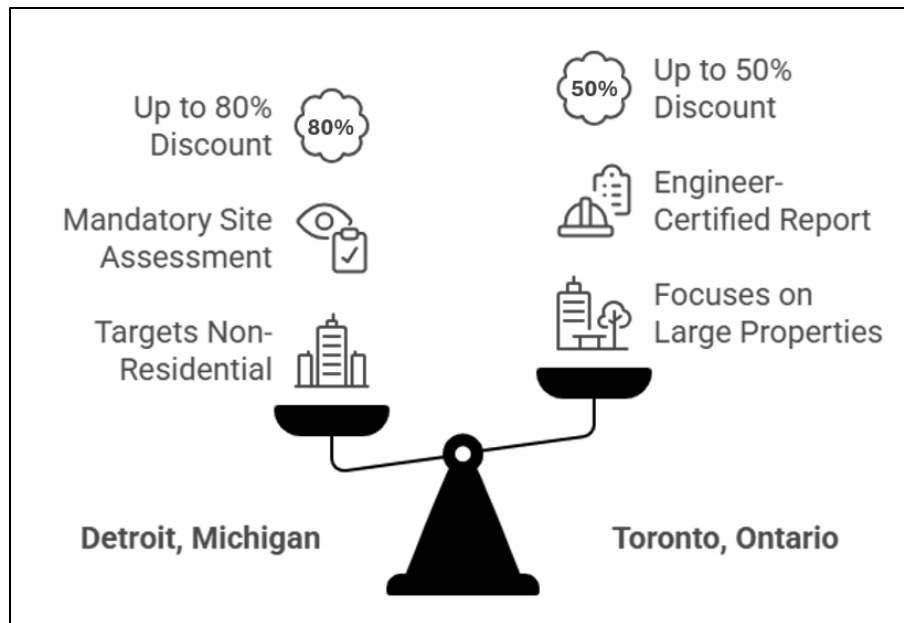 Up to 80%
Discount
80%
Mandatory Site
Assessment
Targets Non-
Residential
Detroit, Michigan
50%
Up to 50%
Discount
Engineer-
Certified Report
Focuses on
Large Properties
Toronto, Ontario